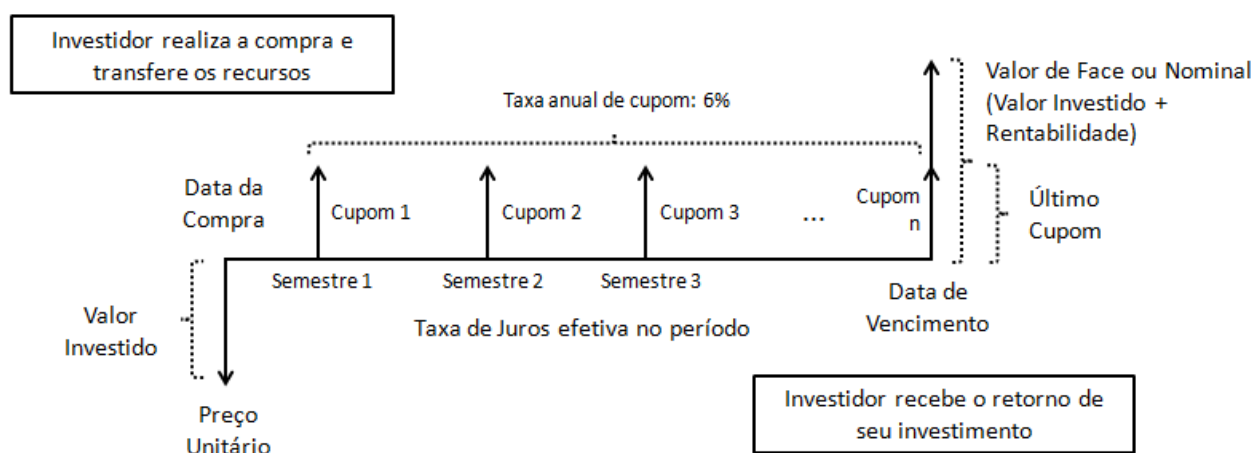 Investidor realiza a compra e
transfere os recursos
Taxa anual de cupom: 6%
Valor de Face ou Nominal
(Valor Investido +
Rentabilidade)
Data da
Compra
Cupom 1
Cupom 2
Cupom 3
...
Cupom
n
Último
Cupom
Semestre 1
Semestre 2
Semestre 3
Data de
Vencimento
Valor
Investido
Taxa de Juros efetiva no período
Preço
Unitário
Investidor recebe o retorno de
seu investimento